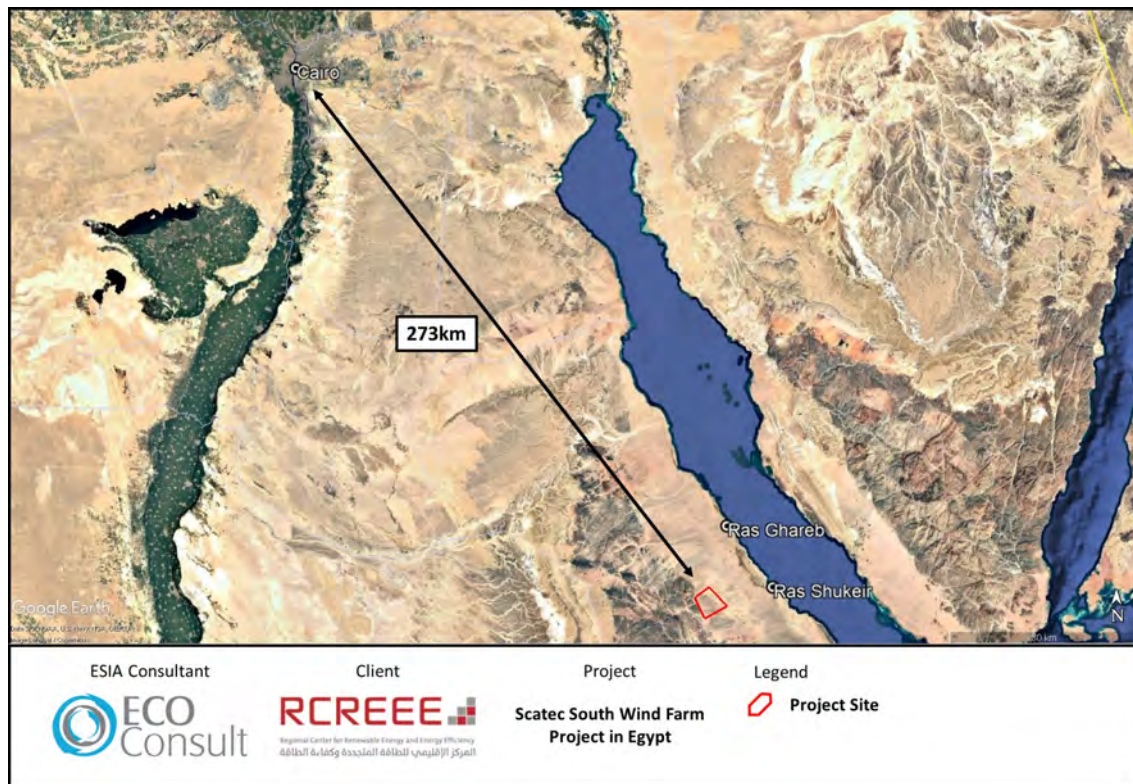 Cairo
273km
Ras Ghareb
Ras Shukeir
Google Earth
N
ESIA Consultant
Client
Project
Legend
ECO
Consult
RCREEE
Regional Center for Renewable Energy and Energy Efficiency
المركز الإقليمي للطاقة المتجددة وكفاءة الطاقة
Scatec South Wind Farm
Project in Egypt
Project Site